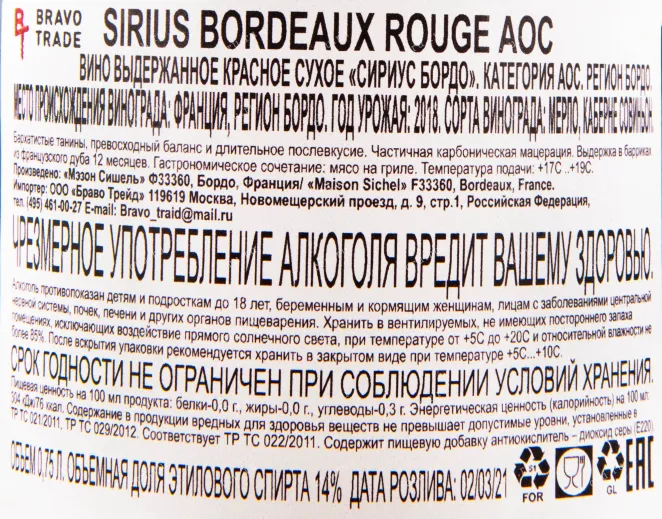 BRAVO
TRADE
SIRIUS BORDEAUX ROUGE AOC
ВИНО ВЫДЕРЖАННОЕ КРАСНОЕ СУХОЕ «СИРИУС БОРДО». КАТЕГОРИЯ АОС. РЕГИОН БОРДО.
МЕСТО ПРОИСХОЖДЕНИЯ ВИНОГРАДА: ФРАНЦИЯ, РЕГИОН БОРДО. ГОД УРОЖАЯ: 2018. СОРТА ВИНОГРАДА: МЕРЛО, КАБЕРНЕ СОВИНЬОН.
Бархатистые танины, превосходный баланс и длительное послевкусие. Частичная карбоническая мацерация. Выдержка в барриках
из французского дуба 12 месяцев. Гастрономическое сочетание: мясо на гриле. Температура подачи: +17С ..+19С.
Произведено: «Мэзон Сишель» Ф33360, Бордо, Франция/ «Maison Sichel» F33360, Bordeaux, France.
Импортер: ООО «Браво Трейд» 119619 Москва, Новомещерский проезд, д. 9, стр.1, Российская Федерация,
тел. (495) 461-00-27 E-mail: Bravo_traid@mail.ru
ЧРЕЗМЕРНОЕ УПОТРЕБЛЕНИЕ АЛКОГОЛЯ ВРЕДИТ ВАШЕМУ ЗДОРОВЬЮ.
Алкоголь противопоказан детям и подросткам до 18 лет, беременным и кормящим женщинам, лицам с заболеваниями центральной
нервной системы, почек, печени и других органов пищеварения. Хранить в вентилируемых, не имеющих постороннего запаха
помещениях, исключающих воздействие прямого солнечного света, при температуре от +5С до +20С и относительной влажности не
более 85%. После вскрытия упаковки рекомендуется хранить в закрытом виде при температуре +5С...+10С.
СРОК ГОДНОСТИ НЕ ОГРАНИЧЕН ПРИ СОБЛЮДЕНИИ УСЛОВИЙ ХРАНЕНИЯ.
Пищевая ценность на 100 мл продукта: белки-0,0 г., жиры-0,0 г., углеводы-0,3 г. Энергетическая ценность (калорийность) на 100 мл:
304 кДж/76 ккал. Содержание в продукции вредных для здоровья веществ не превышает допустимые уровни, установленные в
ТР ТС 021/2011, ТР ТС 029/2012. Соответствует ТР ТС 022/2011. Содержит пищевую добавку антиокислитель – диоксид серы (Е220)
ОБЪЕМ 0,75 Л. ОБЪЕМНАЯ ДОЛЯ ЭТИЛОВОГО СПИРТА 14% ДАТА РОЗЛИВА: 02/03/21
51
FOR
GL
EAC